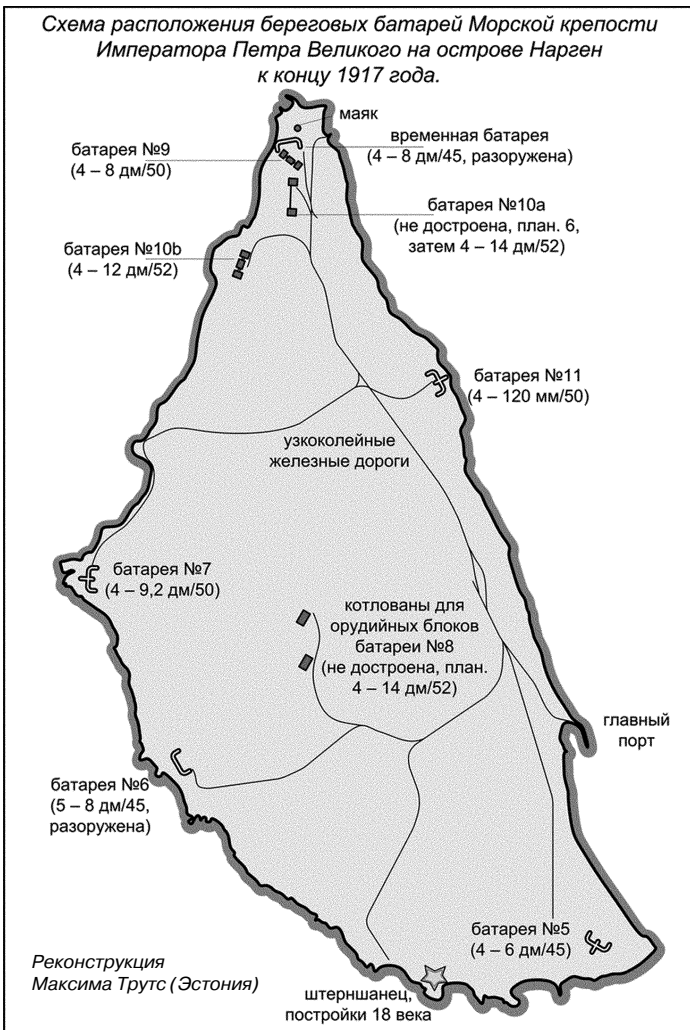 Схема расположения береговых батарей Морской крепости
Императора Петра Великого на острове Нарген
к концу 1917 года.
маяк
батарея №9
(4 – 8 дм/50)
временная батарея
(4 – 8 дм/45, разоружена)
батарея №10a
(не достроена, план. 6,
затем 4 – 14 дм/52)
батарея №10b
(4 – 12 дм/52)
батарея №11
(4 – 120 мм/50)
узкоколейные
железные дороги
батарея №7
(4 – 9,2 дм/50)
котлованы для
орудийных блоков
батареи №8
(не достроена, план.
4 – 14 дм/52)
главный
порт
батарея №6
(5 – 8 дм/45,
разоружена)
батарея №5
(4 – 6 дм/45)
Реконструкция
Максима Трутс (Эстония)
штерншанец,
постройки 18 века